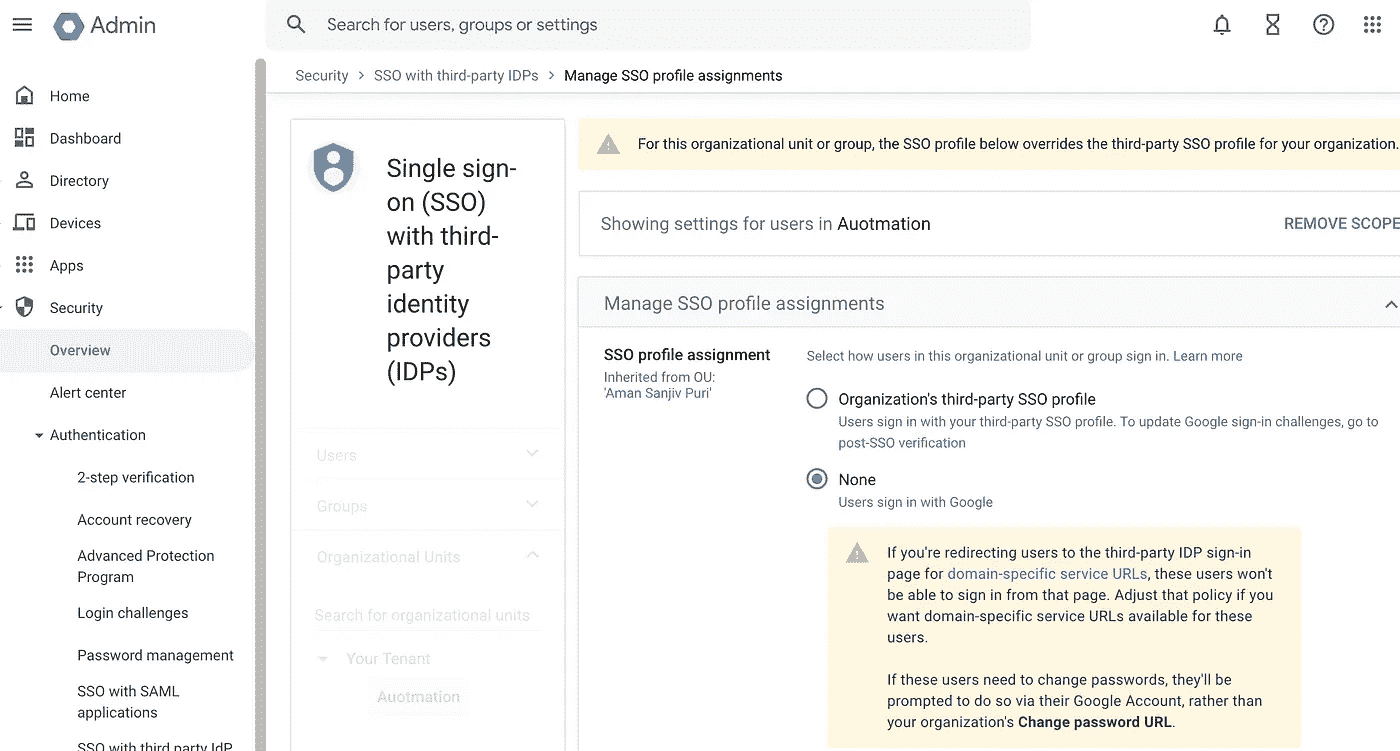 Admin
Search for users, groups or settings
Security > SSO with third-party IDPs > Manage SSO profile assignments
Home
Dashboard
Directory
Devices
Apps
Security
Overview
Alert center
Authentication
2-step verification
Account recovery
Advanced Protection
Program
Login challenges
Password management
SSO with SAML
applications
SSO with third party IdP
Single sign-
on (SSO)
with third-
party
identity
providers
(IDPs)
Users
Groups
Organizational Units
Search for organizational units
Your Tenant
Auotmation
For this organizational unit or group, the SSO profile below overrides the third-party SSO profile for your organization.
Showing settings for users in Auotmation
REMOVE SCOPE
Manage SSO profile assignments
SSO profile assignment
Inherited from OU:
'Aman Sanjiv Puri'
Select how users in this organizational unit or group sign in. Learn more
Organization's third-party SSO profile
Users sign in with your third-party SSO profile. To update Google sign-in challenges, go to
post-SSO verification
None
Users sign in with Google
If you're redirecting users to the third-party IDP sign-in
page for domain-specific service URLs, these users won't
be able to sign in from that page. Adjust that policy if you
want domain-specific service URLs available for these
users.
If these users need to change passwords, they'll be
prompted to do so via their Google Account, rather than
your organization's Change password URL.